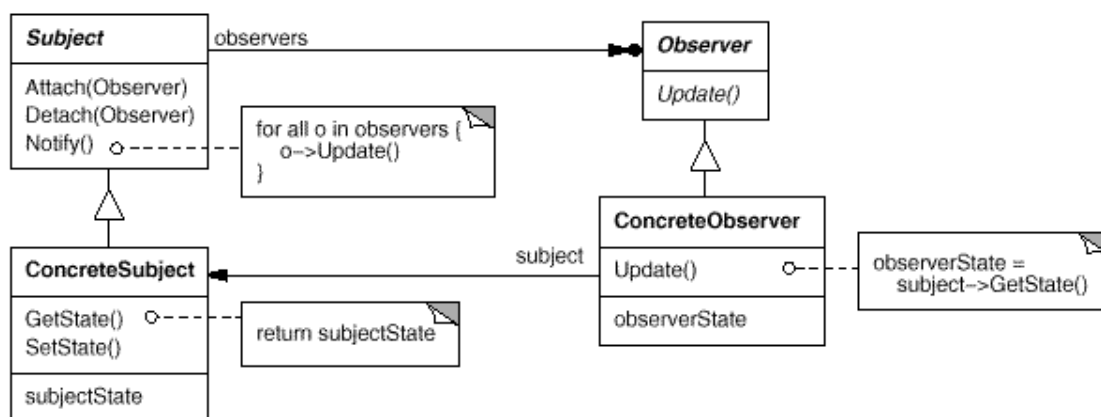 Subject
observers
Observer
Attach(Observer)
Detach(Observer)
Notify()
for all o in observers {
o->Update()
}
Update()
ConcreteSubject
GetState()
SetState()
subjectState
return subjectState
subject
ConcreteObserver
Update()
observerState
observerState =
subject->GetState()